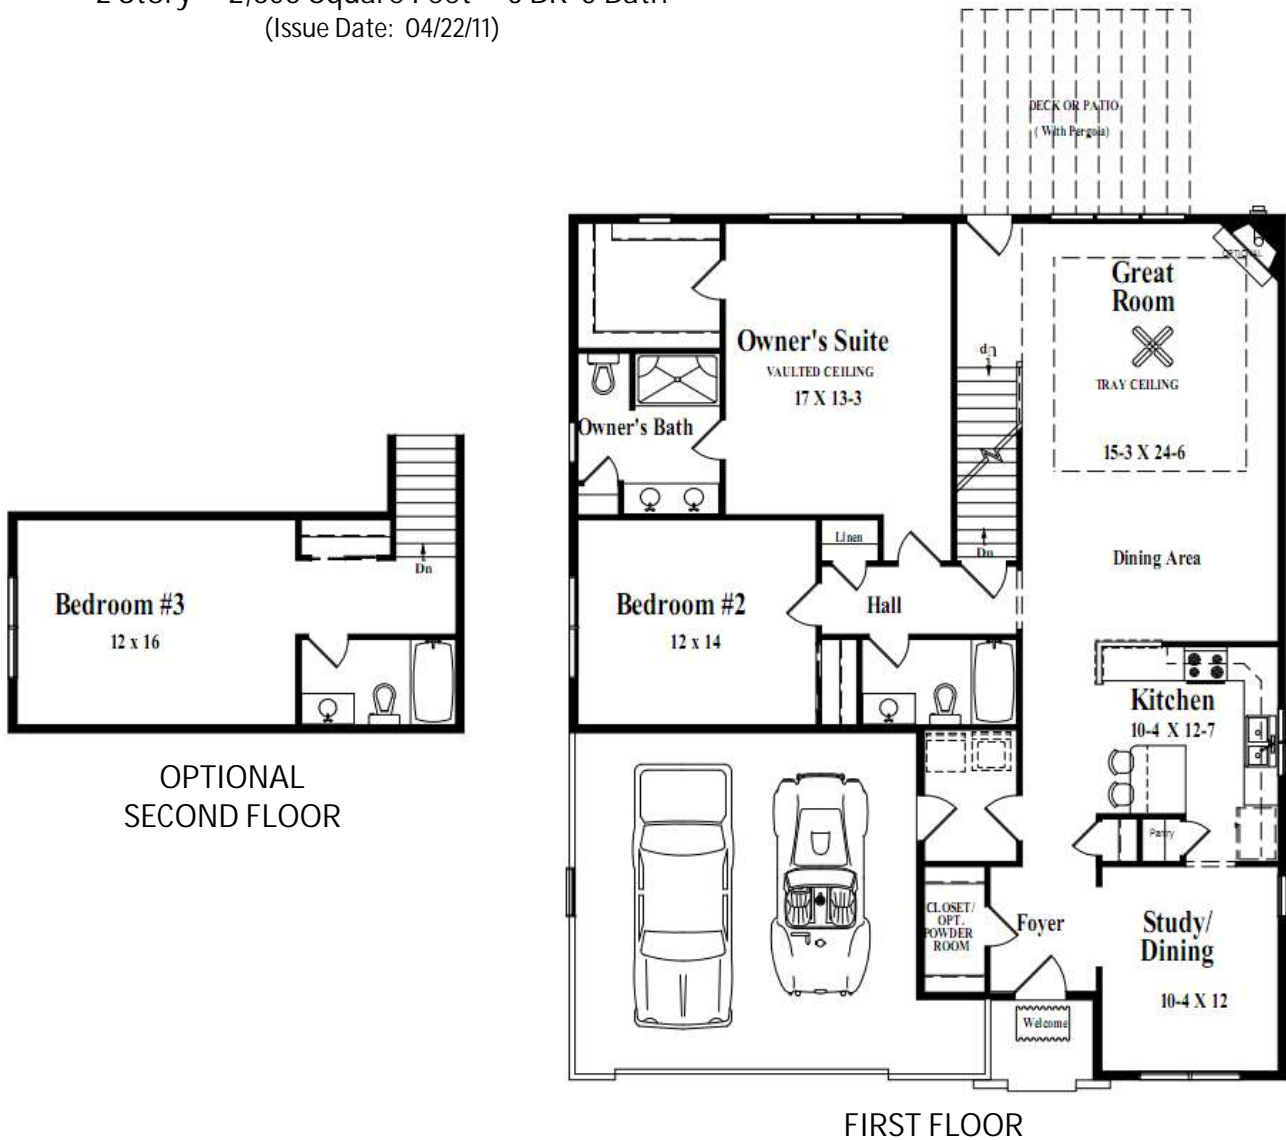 (Issue Date: 04/22/11)
DECK OR PATIO
( With Pergola)
OPTIONAL
Great
Room
TRAY CEILING
15-3 X 24-6
Owner's Suite
VAULTED CEILING
17 X 13-3
Up
Owner's Bath
Linen
Dn
Dining Area
Bedroom #2
12 x 14
Hall
Kitchen
10-4 X 12-7
Pantry
CLOSET/
OPT.
POWDER
ROOM
Foyer
Study/
Dining
10-4 X 12
Welcome
FIRST FLOOR
Dn
Bedroom #3
12 x 16
OPTIONAL
SECOND FLOOR